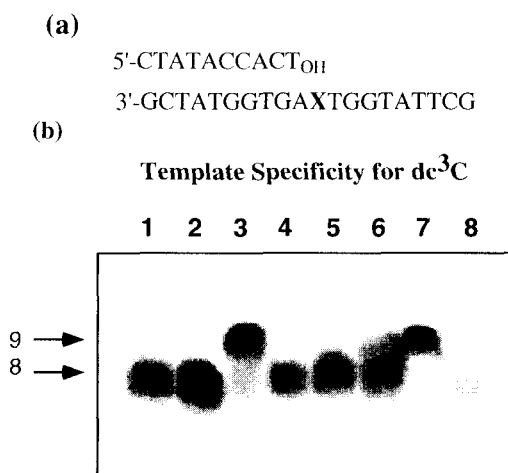 (a)
5'-CTATACCACTOH
3'-GCTATGGTGAXTGGTATTCG
(b)
Template Specificity for dc³C
1 2 3 4 5 6 7 8
9
8